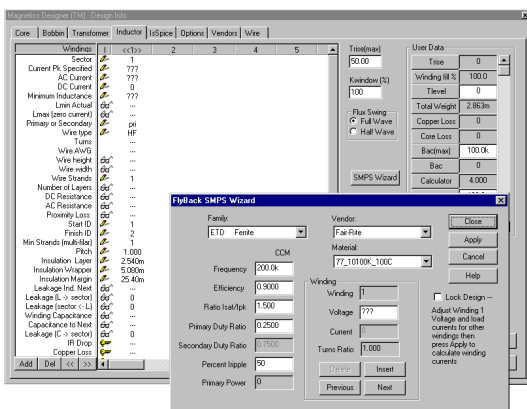 Magnetics Designer (TM) - Design Info
Core Bobbin Transformer Inductor IsSpice Options Vendors Wire
Windings ! <<1>> 2 3 4 5
Sector 1
Current Pk Specified ???
AC Current ???
DC Current 0
Minimum Inductance ???
Lmin Actual ---
Lmax (zero current) ---
Primary or Secondary pri
Wire type HF
Turns ---
Wire AWG ---
Wire height ---
Wire width ---
Wire Strands 1
Number of Layers ---
DC Resistance ---
AC Resistance ---
Proximity Loss ---
Start ID 1
Finish ID 2
Min Strands (multi-filar) 1
Pitch 1.000
Insulation Layer 2.540m
Insulation Wrapper 5.080m
Insulation Margin 25.40m
Leakage Ind. Next ---
Leakage (L -> sector) 0
Leakage (sector <- L) 0
Winding Capacitance ---
Capacitance to Next ---
Leakage (C -> sector) 0
IR Drop ---
Copper Loss ---
Add Del << >>
Trise(max)
50.00
Kwindow (%)
100
Flux Swing
Full Wave
Half Wave
SMPS Wizard
User Data
Trise 0
Winding fill % 100.0
Tlevel 0
Total Weight 2.863m
Copper Loss 0
Core Loss 0
Bac(max) 100.0k
Bac 0
Calculator 4.000
FlyBack SMPS Wizard
Family:
ETD Ferrite
Vendor:
Fair-Rite
Material:
77_10100K_100C
CCM
Frequency 200.0k
Efficiency 0.9000
Ratio Isat/Ipk 1.500
Primary Duty Ratio 0.2500
Secondary Duty Ratio 0.7500
Percent Iripple 50
Primary Power 0
Winding
Winding 1
Voltage ???
Current 0
Turns Ratio 1.000
Delete Insert
Previous Next
Close
Apply
Cancel
Help
Lock Design ---
Adjust Winding 1
Voltage and load
currents for other
windings then
press Apply to
calculate winding
currents